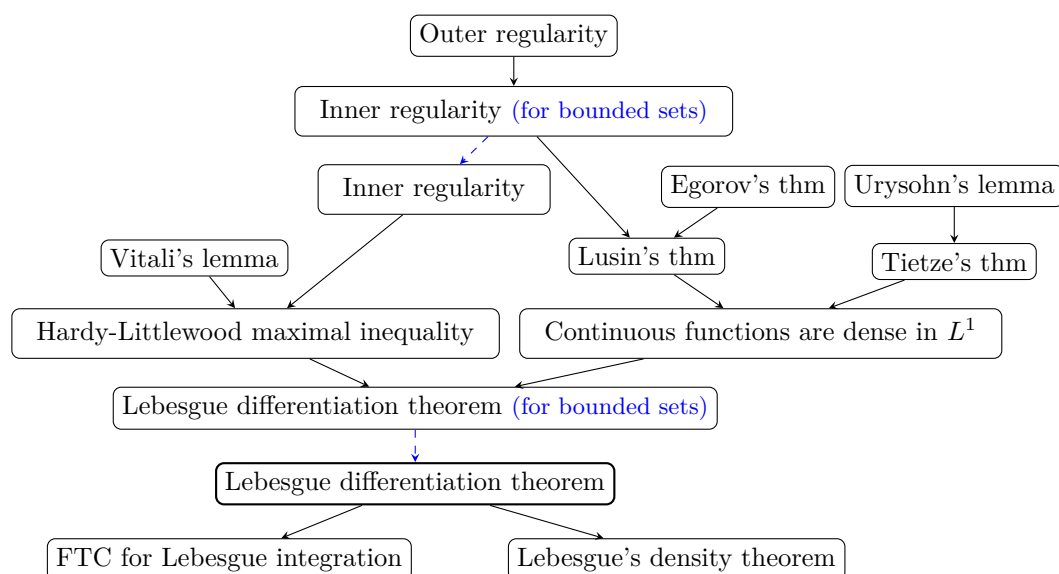 Outer regularity
Inner regularity (for bounded sets)
Inner regularity
Egorov's thm
Urysohn's lemma
Vitali's lemma
Lusin's thm
Tietze's thm
Hardy-Littlewood maximal inequality
Continuous functions are dense in L¹
Lebesgue differentiation theorem (for bounded sets)
Lebesgue differentiation theorem
FTC for Lebesgue integration
Lebesgue's density theorem